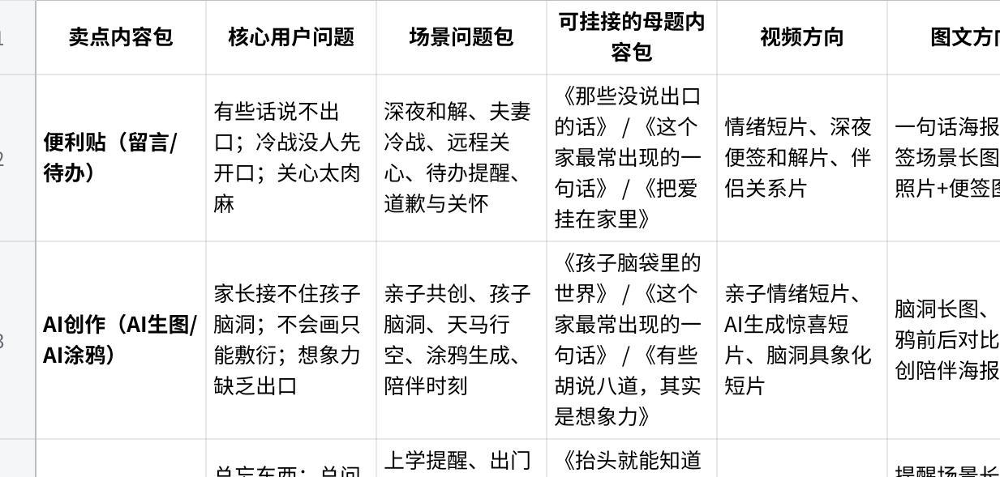 1
卖点内容包
核心用户问题
场景问题包
可挂接的母题内
容包
视频方向
图文方
2
便利贴（留言/
待办）
有些话说不出
口；冷战没人先
开口；关心太肉
麻
深夜和解、夫妻
冷战、远程关
心、待办提醒、
道歉与关怀
《那些没说出口
的话》 / 《这个
家最常出现的一
句话》 / 《把爱
挂在家里》
情绪短片、深夜
便签和解片、伴
侣关系片
一句话海报
签场景长图
照片+便签
3
AI创作（AI生图/
AI涂鸦）
家长接不住孩子
脑洞；不会画只
能敷衍；想象力
缺乏出口
亲子共创、孩子
脑洞、天马行
空、涂鸦生成、
陪伴时刻
《孩子脑袋里的
世界》 / 《这个
家最常出现的一
句话》 / 《有些
胡说八道，其实
是想象力》
亲子情绪短片、
AI生成惊喜短
片、脑洞具象化
短片
脑洞长图、
鸦前后对比
创陪伴海报
总忘东西；总问
上学提醒、出门
《抬头就能知道
提醒场景长